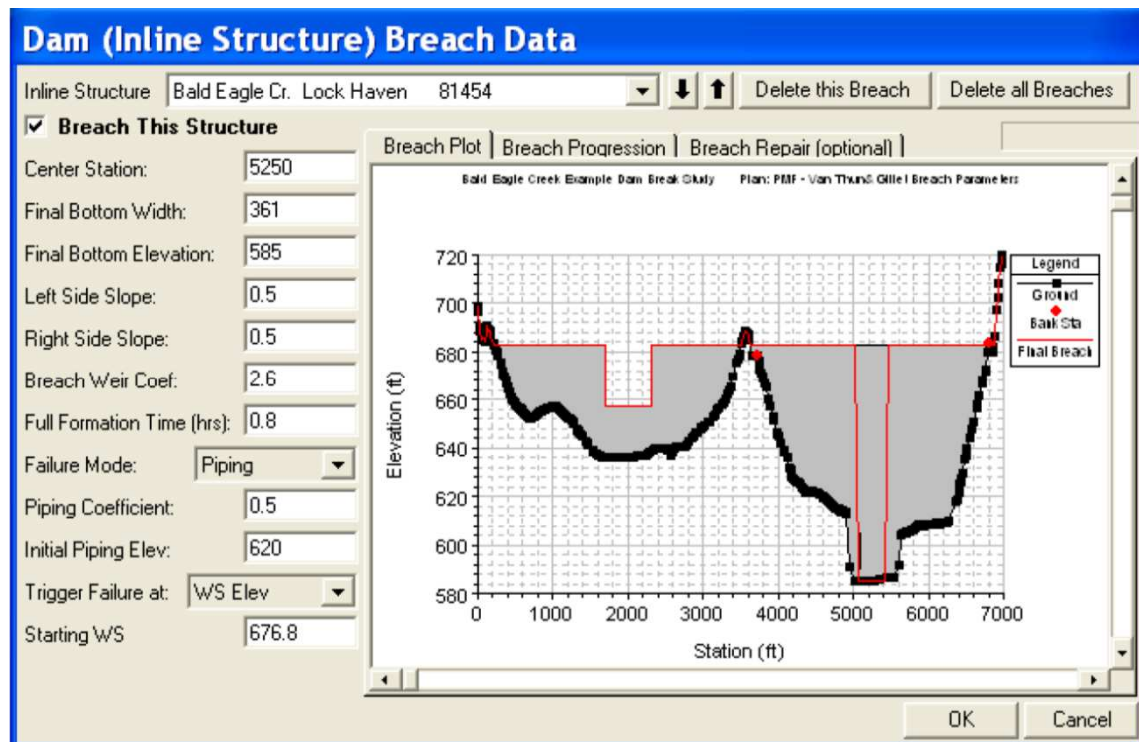 Dam (Inline Structure) Breach Data
Inline Structure Bald Eagle Cr. Lock Haven 81454 Delete this Breach Delete all Breaches
Breach This Structure
Center Station: 5250
Final Bottom Width: 361
Final Bottom Elevation: 585
Left Side Slope: 0.5
Right Side Slope: 0.5
Breach Weir Coef: 2.6
Full Formation Time (hrs): 0.8
Failure Mode: Piping
Piping Coefficient: 0.5
Initial Piping Elev: 620
Trigger Failure at: WS Elev
Starting WS 676.8
Breach Plot Breach Progression Breach Repair (optional)
Bald Eagle Creek Example Dam Break Study Plan: PMF - Van Thun& Gillet Breach Parameters
Elevation (ft)
720
700
680
660
640
620
600
580
0 1000 2000 3000 4000 5000 6000 7000
Station (ft)
Legend
Ground
Bank Sta
Final Breach
OK Cancel